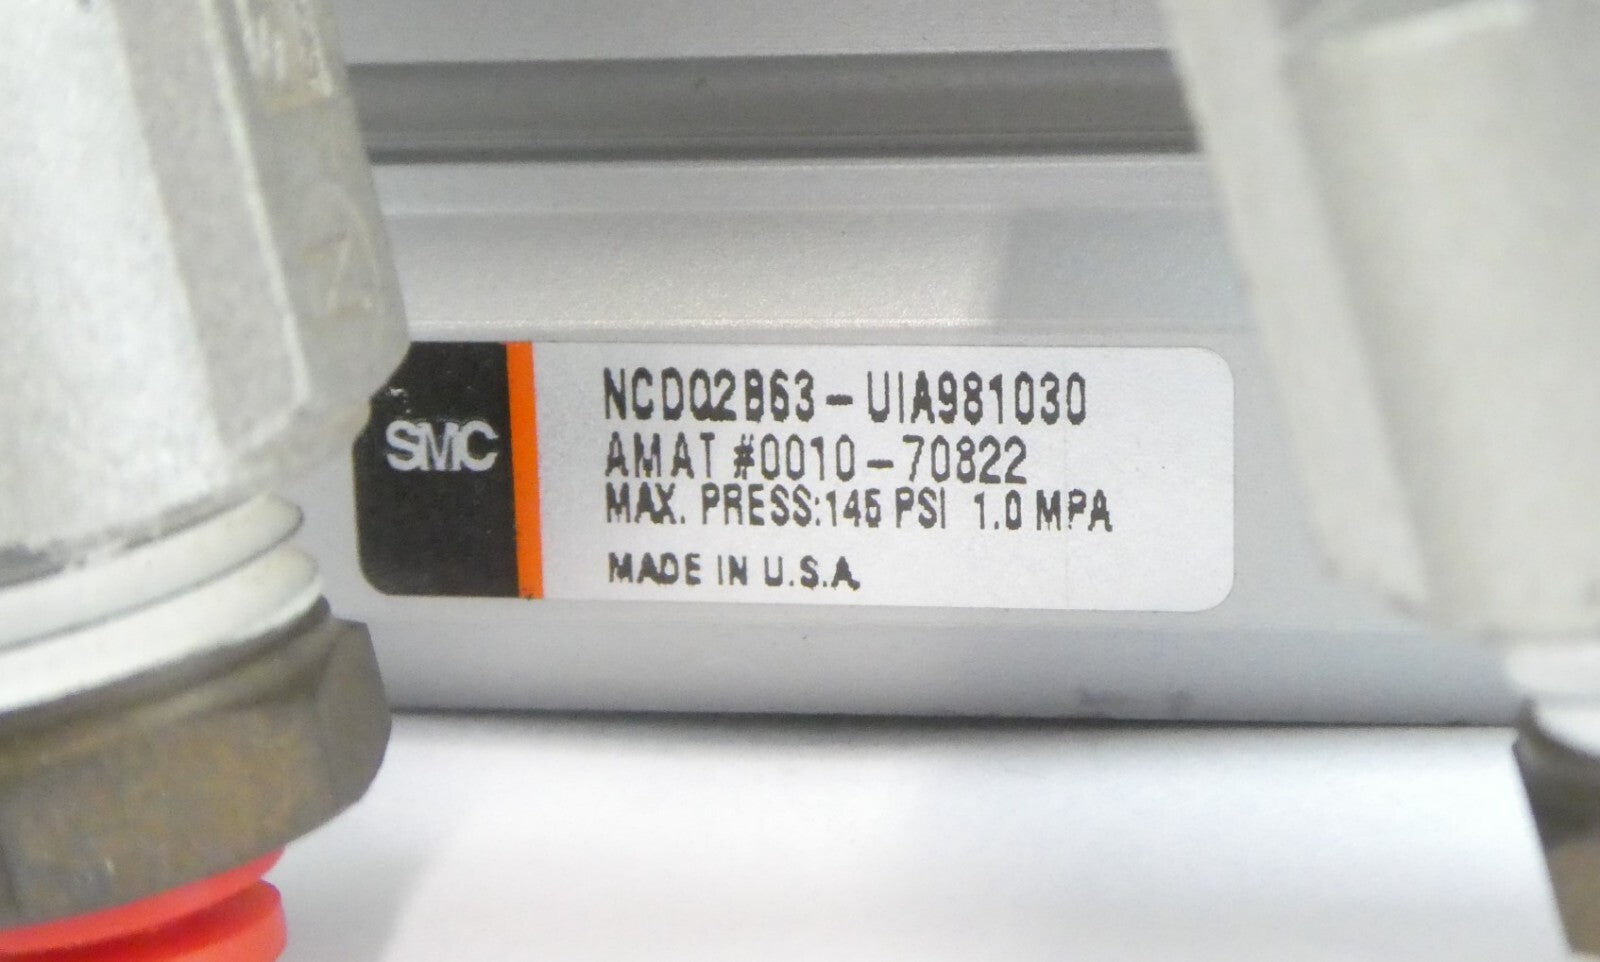 SMC
NCDQ2B63-UIA981030
AMAT #0010-70822
MAX. PRESS:145 PSI 1.0 MPA
MADE IN U.S.A.